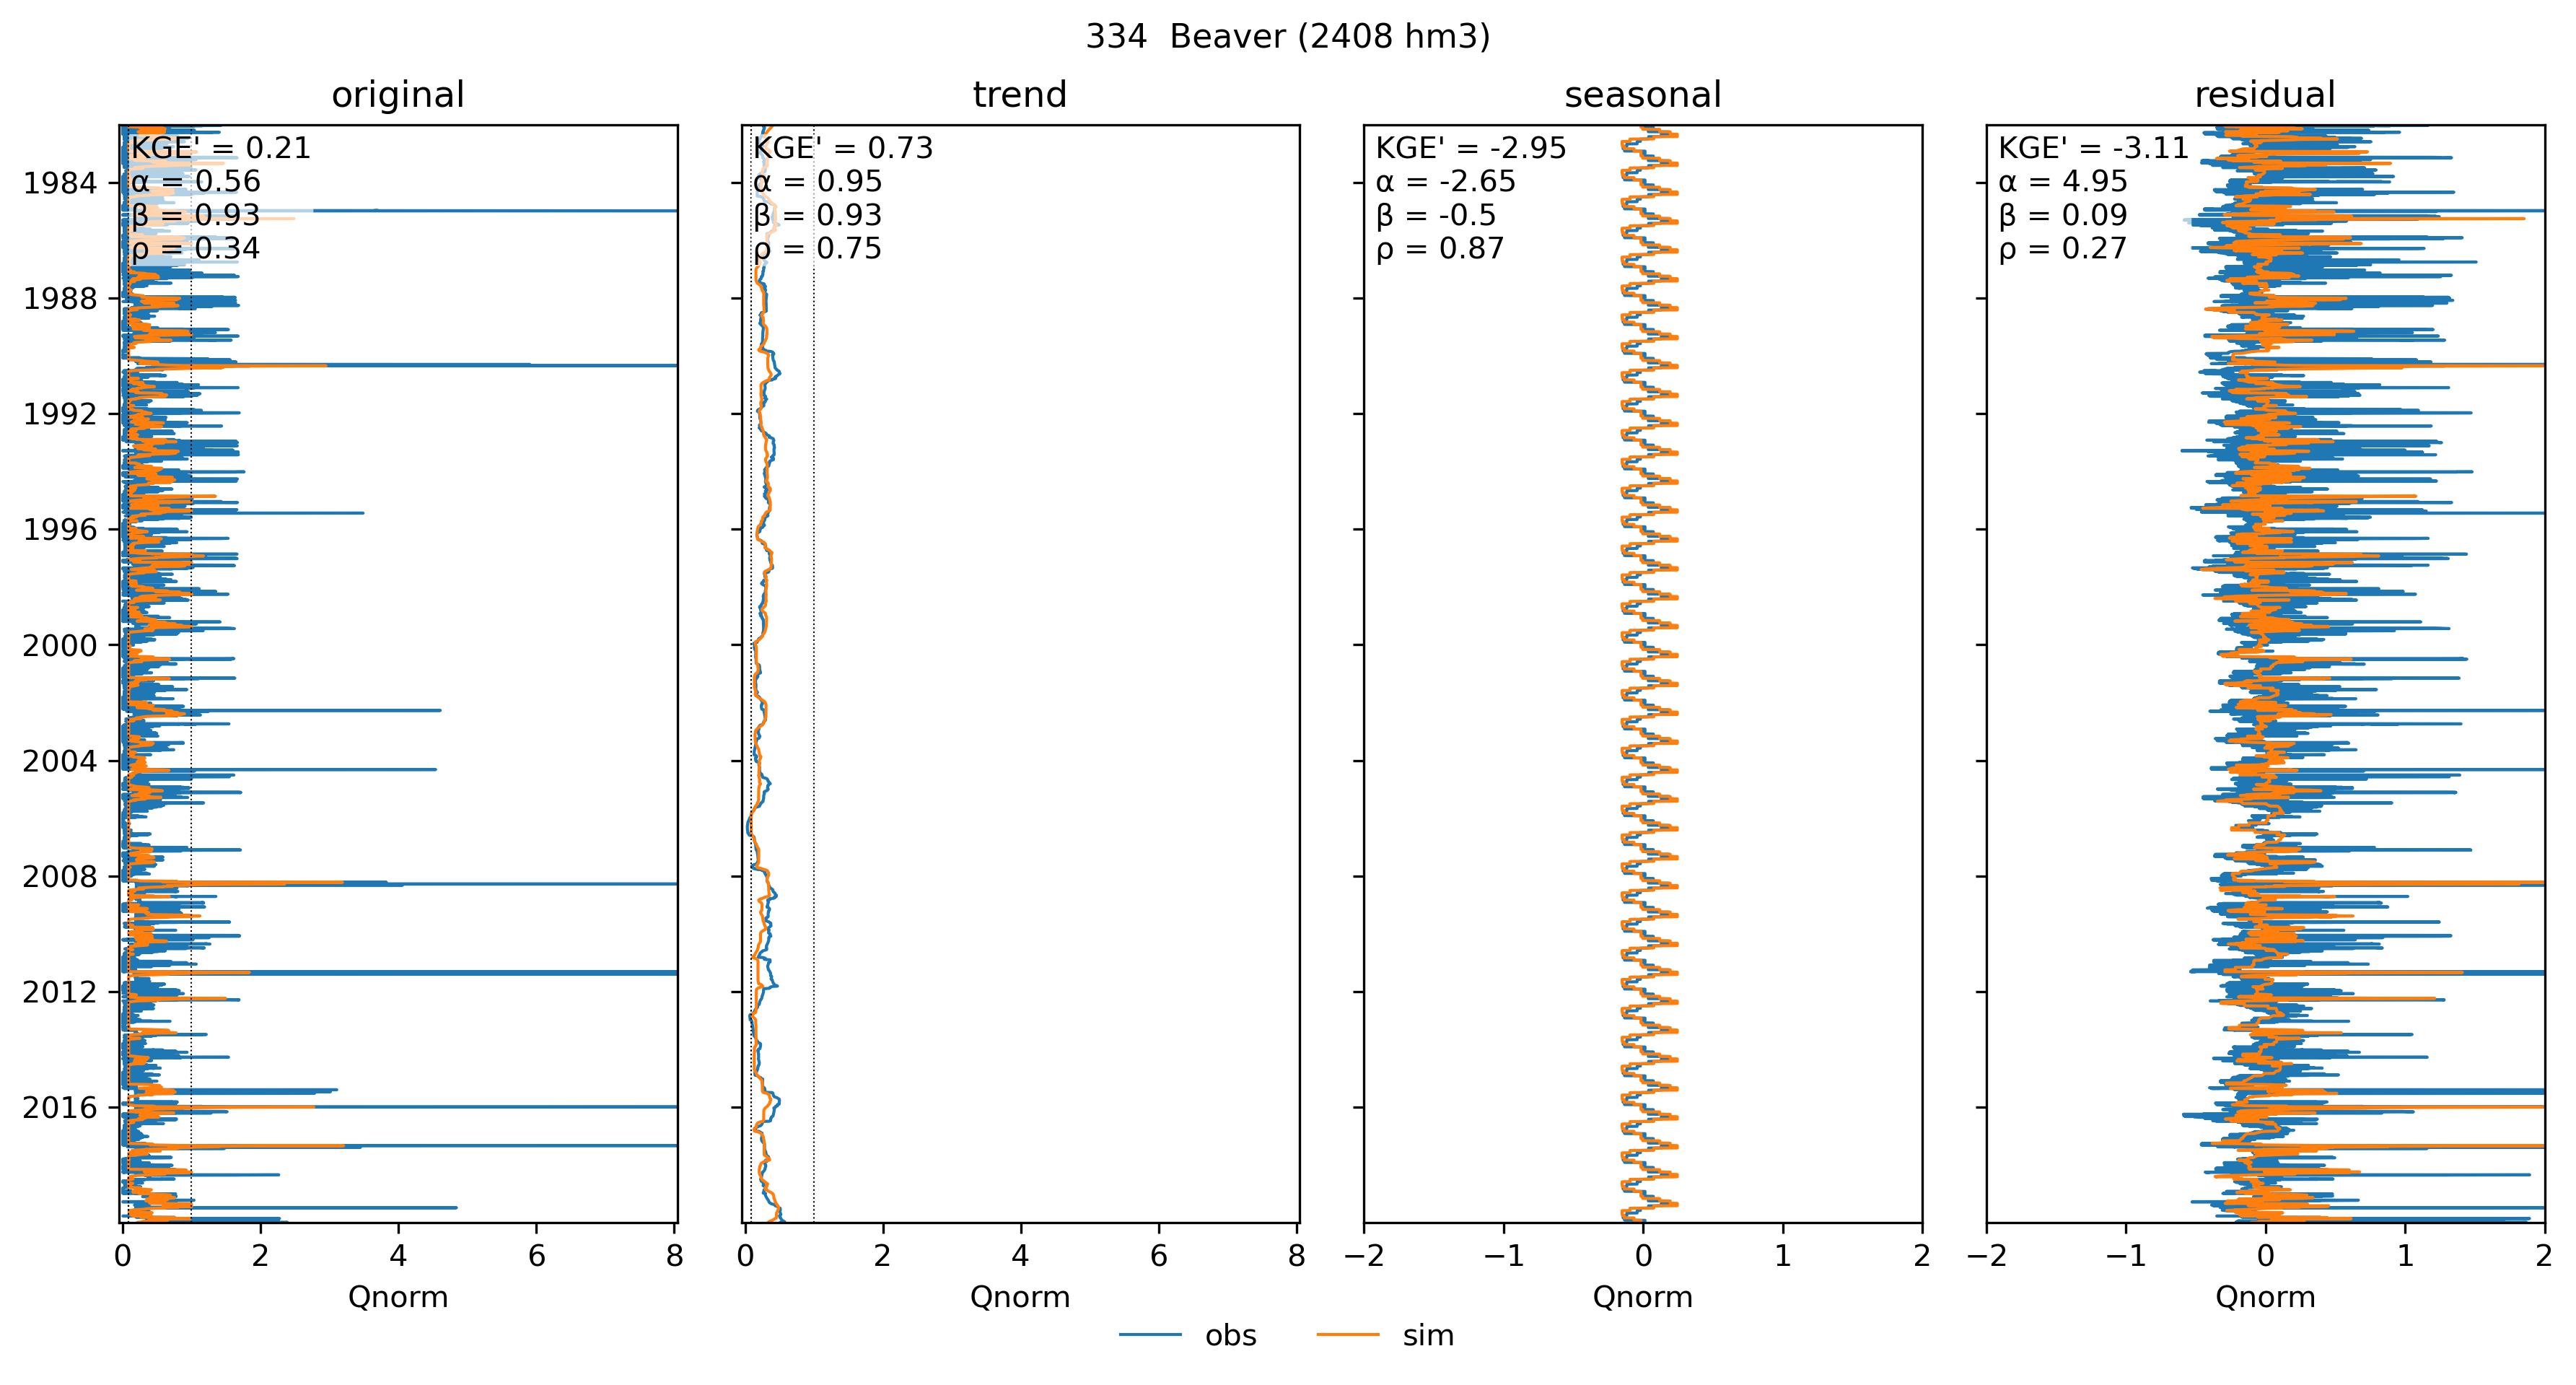 334  Beaver (2408 hm3)
original
trend
seasonal
residual
KGE' = 0.21
α = 0.56
β = 0.93
ρ = 0.34
KGE' = 0.73
α = 0.95
β = 0.93
ρ = 0.75
KGE' = -2.95
α = -2.65
β = -0.5
ρ = 0.87
KGE' = -3.11
α = 4.95
β = 0.09
ρ = 0.27
1984
1988
1992
1996
2000
2004
2008
2012
2016
0 2 4 6 8
0 2 4 6 8
−2 −1 0 1 2
−2 −1 0 1 2
Qnorm
Qnorm
Qnorm
Qnorm
obs
sim